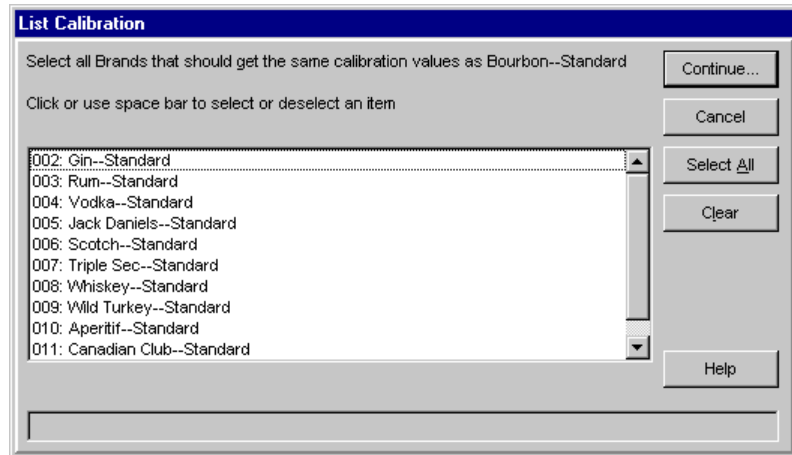 List Calibration
Select all Brands that should get the same calibration values as Bourbon--Standard
Click or use space bar to select or deselect an item
002: Gin--Standard
003: Rum--Standard
004: Vodka--Standard
005: Jack Daniels--Standard
006: Scotch--Standard
007: Triple Sec--Standard
008: Whiskey--Standard
009: Wild Turkey--Standard
010: Aperitif--Standard
011: Canadian Club--Standard
Continue...
Cancel
Select All
Clear
Help